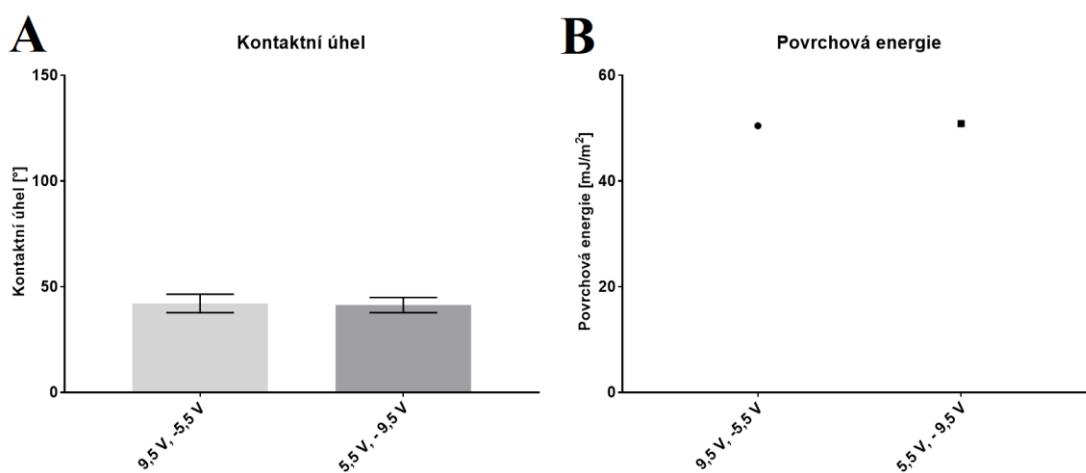 A
Kontaktní úhel
Kontaktní úhel [°]
150
100
50
0
9,5 V, -5,5 V
5,5 V, - 9,5 V
B
Povrchová energie
Povrchová energie [mJ/m²]
60
40
20
0
9,5 V, -5,5 V
5,5 V, - 9,5 V